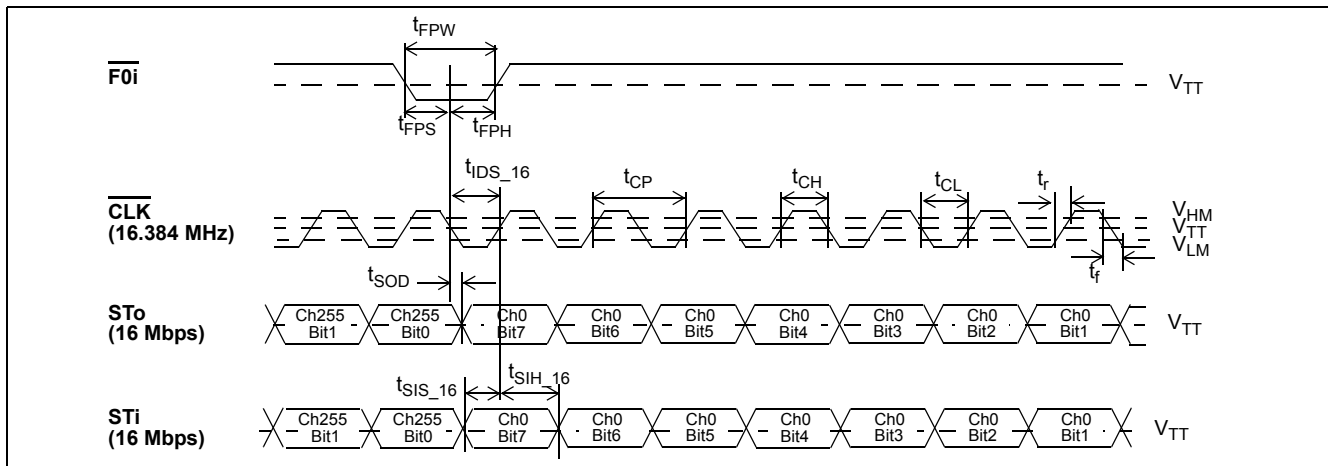 tFPW
F0i
VTT
tFPS
tFPH
tIDS_16
tCP
tCH
tCL
tr
CLK
(16.384 MHz)
VHM
VTT
VLM
tSOD
tf
STo
(16 Mbps)
Ch255 Bit1
Ch255 Bit0
Ch0 Bit7
Ch0 Bit6
Ch0 Bit5
Ch0 Bit4
Ch0 Bit3
Ch0 Bit2
Ch0 Bit1
VTT
tSIS_16
tSIH_16
STi
(16 Mbps)
Ch255 Bit1
Ch255 Bit0
Ch0 Bit7
Ch0 Bit6
Ch0 Bit5
Ch0 Bit4
Ch0 Bit3
Ch0 Bit2
Ch0 Bit1
VTT